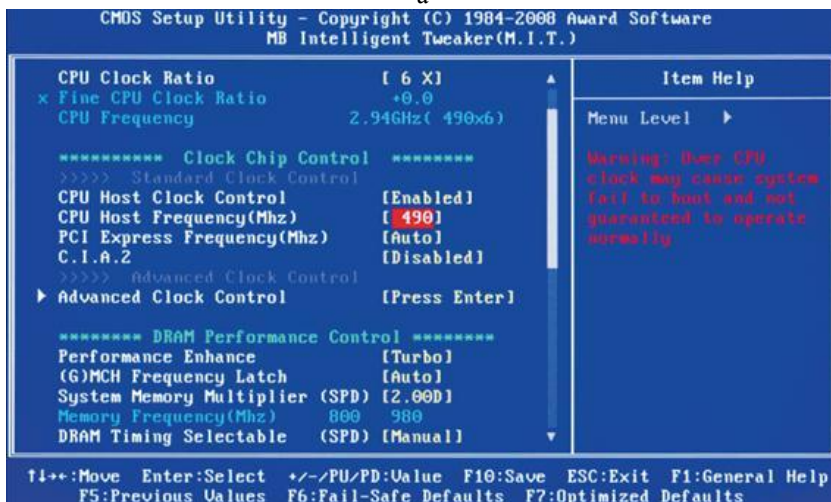 a
CMOS Setup Utility - Copyright (C) 1984-2008 Award Software
MB Intelligent Tweaker(M.I.T.)
CPU Clock Ratio [ 6 X]
x Fine CPU Clock Ratio +0.0
CPU Frequency 2.94GHz( 490x6)
********** Clock Chip Control ********
>>>>> Standard Clock Control
CPU Host Clock Control [Enabled]
CPU Host Frequency(Mhz) [ 490]
PCI Express Frequency(Mhz) [Auto]
C.I.A.2 [Disabled]
>>>>> Advanced Clock Control
Advanced Clock Control [Press Enter]
******** DRAM Performance Control ********
Performance Enhance [Turbo]
(G)MCH Frequency Latch [Auto]
System Memory Multiplier (SPD) [2.00D]
Memory Frequency(Mhz) 800 980
DRAM Timing Selectable (SPD) [Manual]
Item Help
Menu Level
Warning: Over CPU
clock may cause system
fail to boot and not
guaranteed to operate
normally
↑↓→←:Move Enter:Select +/-/PU/PD:Value F10:Save ESC:Exit F1:General Help
F5:Previous Values F6:Fail-Safe Defaults F7:Optimized Defaults